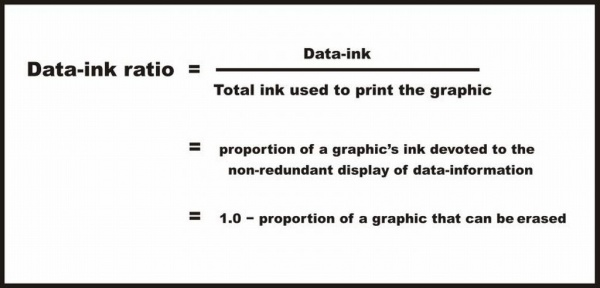 Data-ink
Data-ink ratio =
Total ink used to print the graphic
= proportion of a graphic's ink devoted to the
non-redundant display of data-information
= 1.0 − proportion of a graphic that can be erased